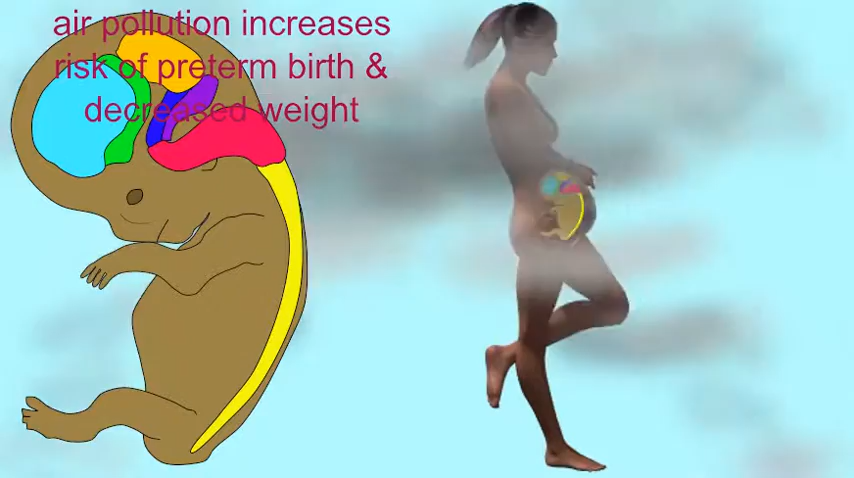 air pollution increases
risk of preterm birth &
decreased weight